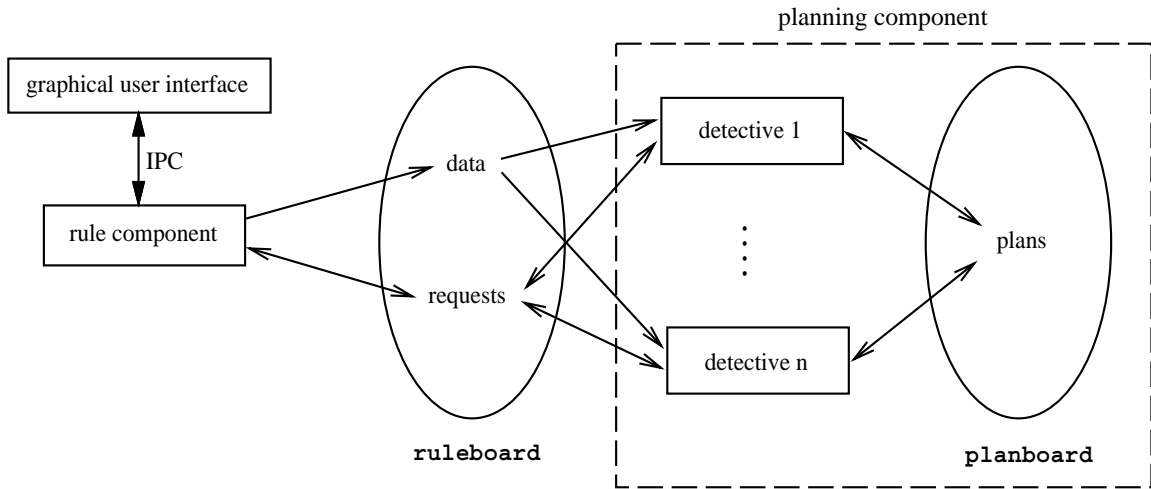 planning component
graphical user interface
IPC
rule component
data
requests
ruleboard
detective 1
detective n
plans
planboard